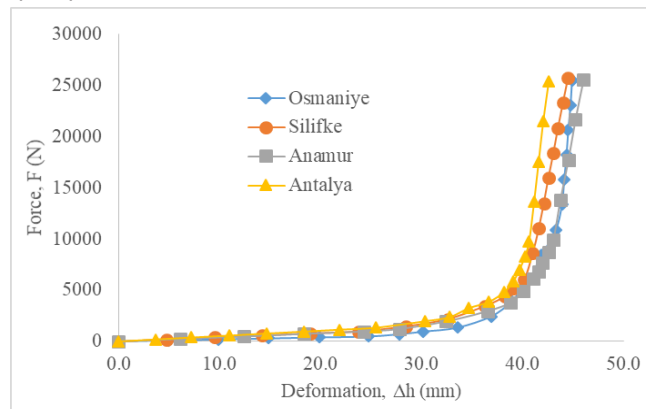 30000
25000
20000
15000
10000
5000
0
Force, F (N)
Osmaniye
Silifke
Anamur
Antalya
0.0 10.0 20.0 30.0 40.0 50.0
Deformation, Δh (mm)